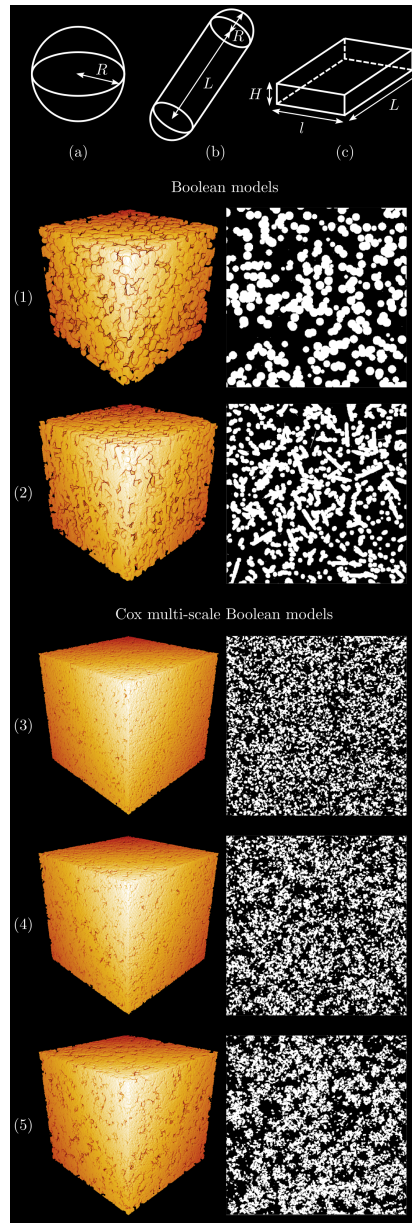 R
R
L
H
l
L
(a)
(b)
(c)
Boolean models
(1)
(2)
Cox multi-scale Boolean models
(3)
(4)
(5)